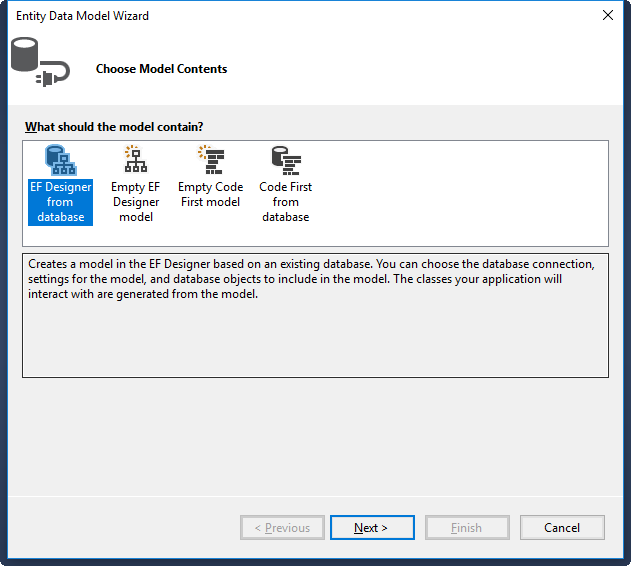 Entity Data Model Wizard
Choose Model Contents
What should the model contain?
EF Designer
from
database
Empty EF
Designer
model
Empty Code
First model
Code First
from
database
Creates a model in the EF Designer based on an existing database. You can choose the database connection,
settings for the model, and database objects to include in the model. The classes your application will
interact with are generated from the model.
< Previous
Next >
Finish
Cancel